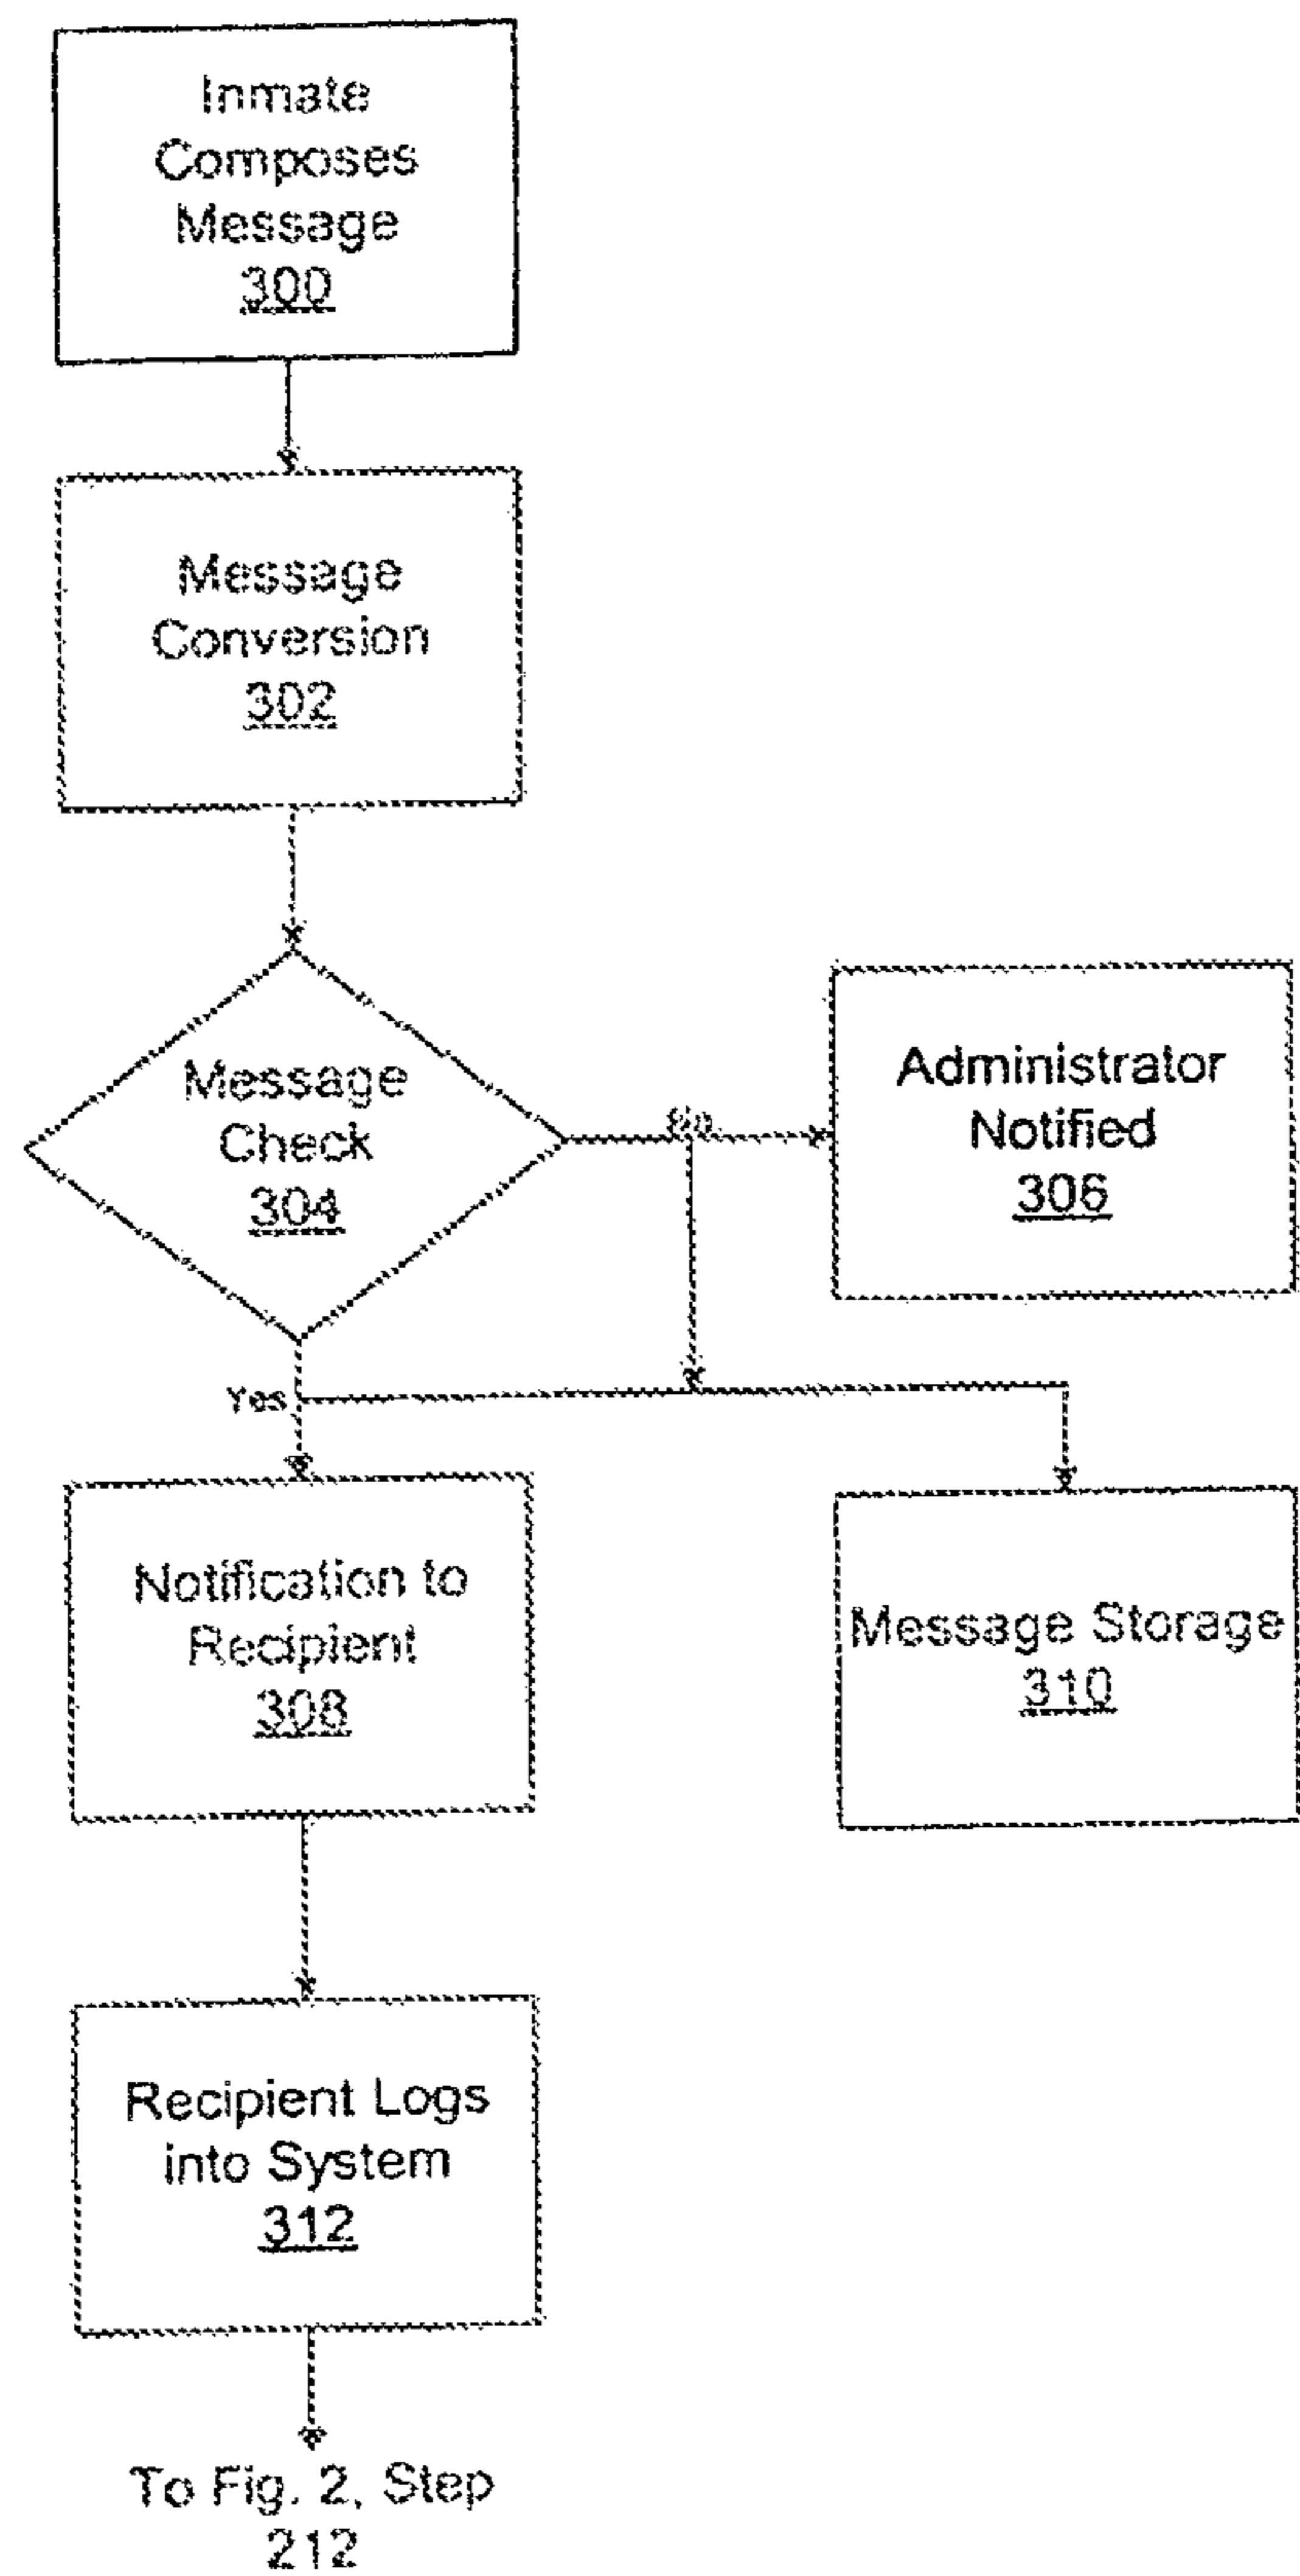 Inmate
Composes
Message
300
Message
Conversion
302
Message
Check
304
No
Administrator
Notified
306
Yes
Notification to
Recipient
308
Message Storage
310
Recipient Logs
into System
312
To Fig. 2, Step
212